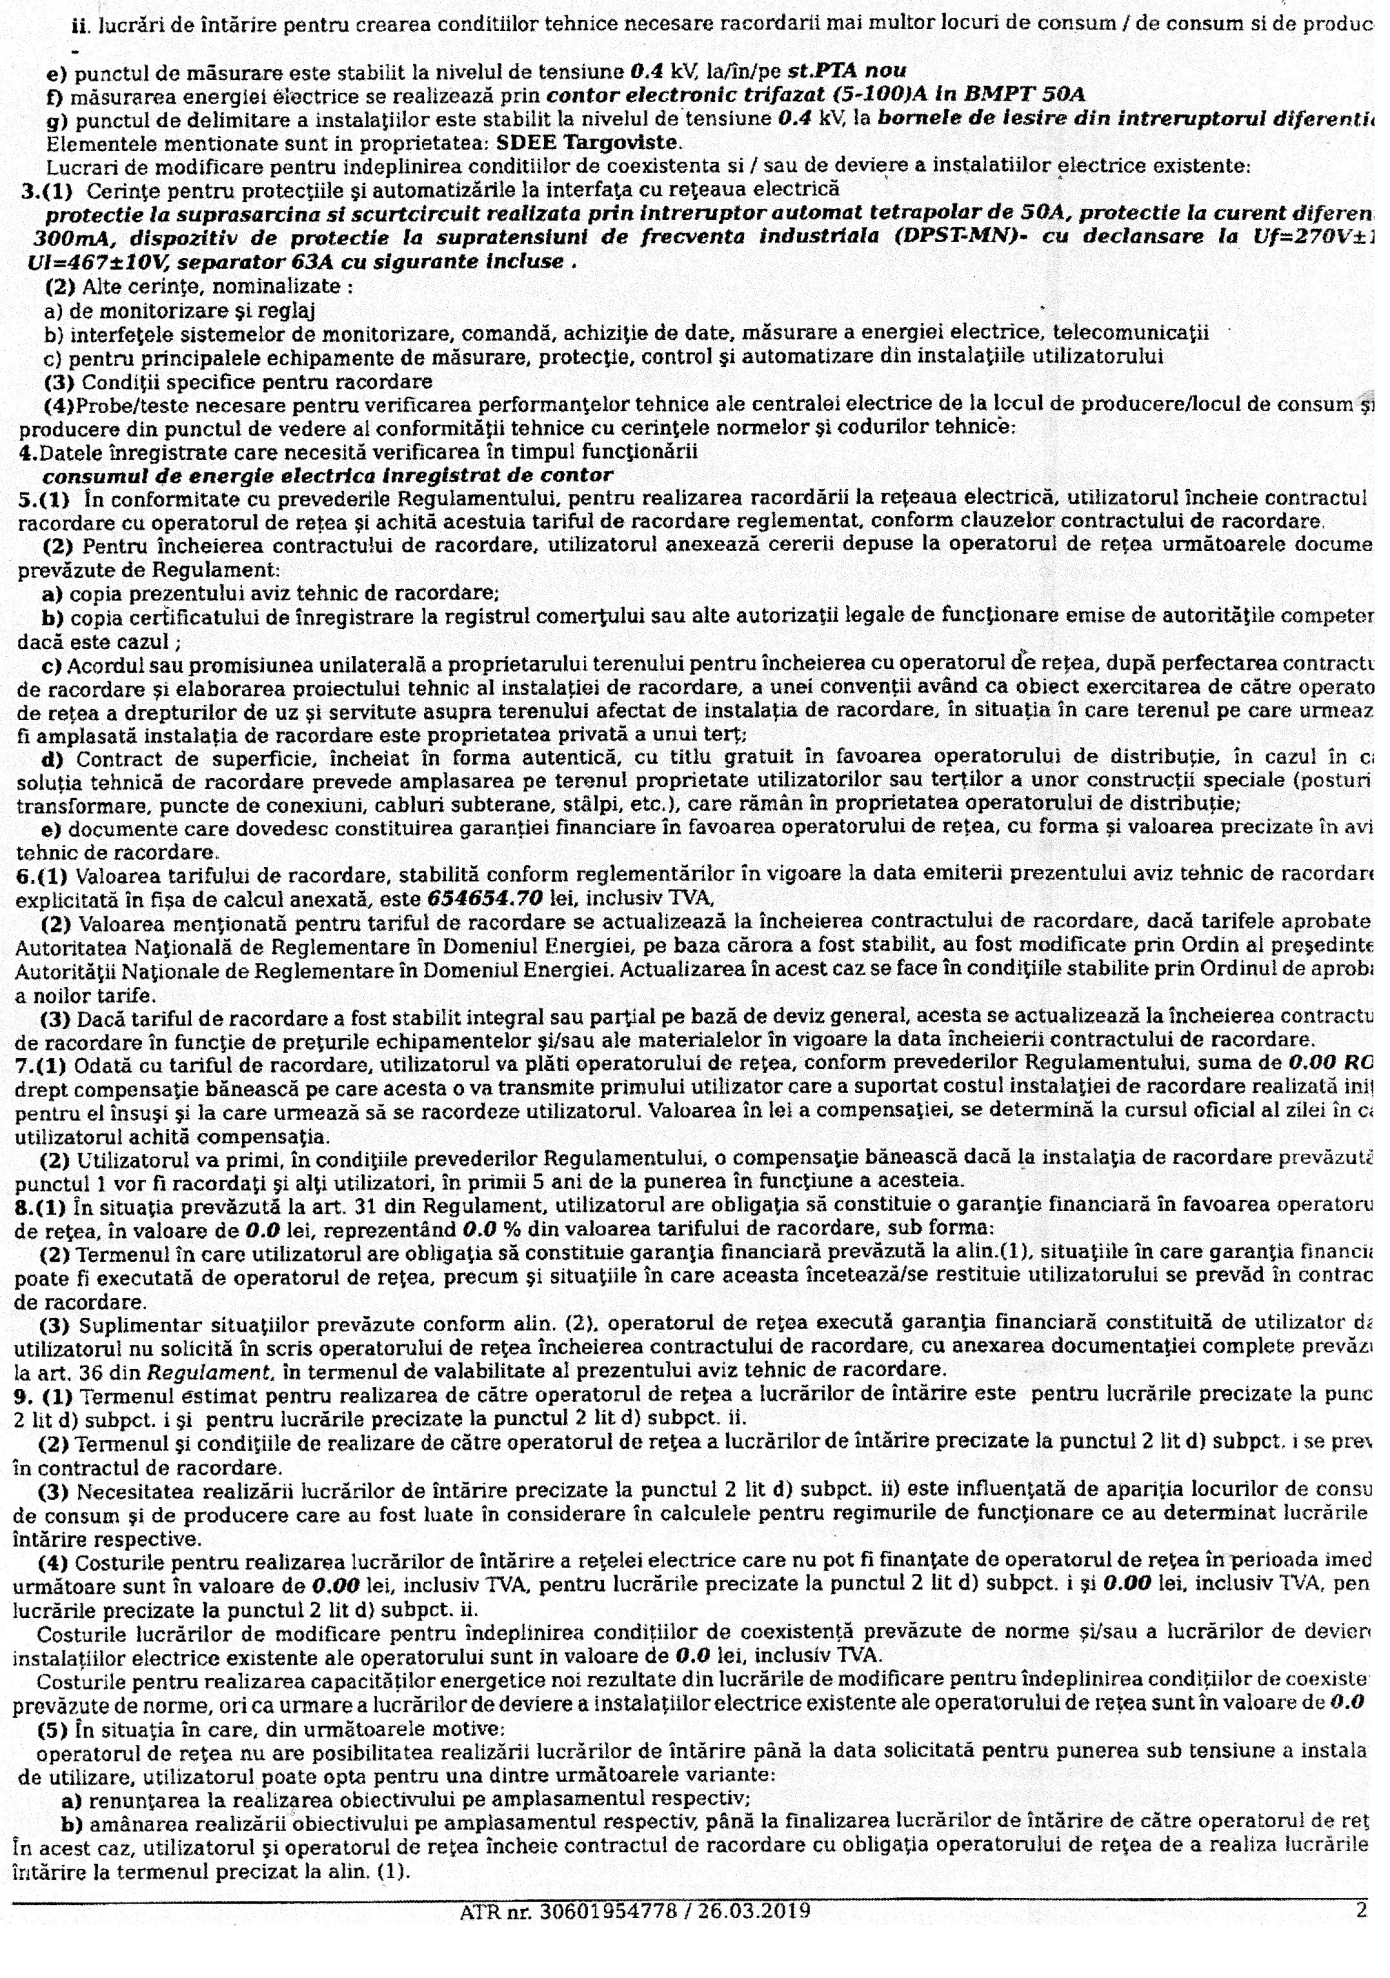 ii. lucrări de întărire pentru crearea conditiilor tehnice necesare racordarii mai multor locuri de consum / de consum si de produc
-
e) punctul de măsurare este stabilit la nivelul de tensiune 0.4 kV, la/în/pe st.PTA nou
f) măsurarea energiei electrice se realizează prin contor electronic trifazat (5-100)A in BMPT 50A
g) punctul de delimitare a instalaţiilor este stabilit la nivelul de tensiune 0.4 kV, la bornele de iesire din intreruptorul diferenti
Elementele mentionate sunt in proprietatea: SDEE Targoviste.
Lucrari de modificare pentru indeplinirea conditiilor de coexistenta si / sau de deviere a instalatiilor electrice existente:
3.(1) Cerinţe pentru protecţiile şi automatizările la interfaţa cu reţeaua electrică
protectie la suprasarcina si scurtcircuit realizata prin intreruptor automat tetrapolar de 50A, protectie la curent diferen
300mA, dispozitiv de protectie la supratensiuni de frecventa industriala (DPST-MN)- cu declansare la Uf=270V±1
Ul=467±10V, separator 63A cu sigurante incluse .
(2) Alte cerinţe, nominalizate :
a) de monitorizare şi reglaj
b) interfeţele sistemelor de monitorizare, comandă, achiziţie de date, măsurare a energiei electrice, telecomunicaţii
c) pentru principalele echipamente de măsurare, protecţie, control şi automatizare din instalaţiile utilizatorului
(3) Condiţii specifice pentru racordare
(4)Probe/teste necesare pentru verificarea performanţelor tehnice ale centralei electrice de la locul de producere/locul de consum şi
producere din punctul de vedere al conformităţii tehnice cu cerinţele normelor şi codurilor tehnice:
4.Datele înregistrate care necesită verificarea în timpul funcţionării
consumul de energie electrica inregistrat de contor
5.(1) În conformitate cu prevederile Regulamentului, pentru realizarea racordării la reţeaua electrică, utilizatorul încheie contractul
racordare cu operatorul de reţea şi achită acestuia tariful de racordare reglementat, conform clauzelor contractului de racordare.
(2) Pentru încheierea contractului de racordare, utilizatorul anexează cererii depuse la operatorul de reţea următoarele docume
prevăzute de Regulament:
a) copia prezentului aviz tehnic de racordare;
b) copia certificatului de înregistrare la registrul comerţului sau alte autorizaţii legale de funcţionare emise de autorităţile competen
dacă este cazul ;
c) Acordul sau promisiunea unilaterală a proprietarului terenului pentru încheierea cu operatorul de reţea, după perfectarea contractu
de racordare şi elaborarea proiectului tehnic al instalaţiei de racordare, a unei convenţii având ca obiect exercitarea de către operato
de reţea a drepturilor de uz şi servitute asupra terenului afectat de instalaţia de racordare, în situaţia în care terenul pe care urmeaz
fi amplasată instalaţia de racordare este proprietatea privată a unui terţ;
d) Contract de superficie, încheiat în forma autentică, cu titlu gratuit în favoarea operatorului de distribuţie, în cazul în ca
soluţia tehnică de racordare prevede amplasarea pe terenul proprietate utilizatorilor sau terţilor a unor construcţii speciale (posturi
transformare, puncte de conexiuni, cabluri subterane, stâlpi, etc.), care rămân în proprietatea operatorului de distribuţie;
e) documente care dovedesc constituirea garanţiei financiare în favoarea operatorului de reţea, cu forma şi valoarea precizate în avi
tehnic de racordare.
6.(1) Valoarea tarifului de racordare, stabilită conform reglementărilor în vigoare la data emiterii prezentului aviz tehnic de racordare
explicitată în fişa de calcul anexată, este 654654.70 lei, inclusiv TVA,
(2) Valoarea menţionată pentru tariful de racordare se actualizează la încheierea contractului de racordare, dacă tarifele aprobate
Autoritatea Naţională de Reglementare în Domeniul Energiei, pe baza cărora a fost stabilit, au fost modificate prin Ordin al preşedinte
Autorităţii Naţionale de Reglementare în Domeniul Energiei. Actualizarea în acest caz se face în condiţiile stabilite prin Ordinul de aproba
a noilor tarife.
(3) Dacă tariful de racordare a fost stabilit integral sau parţial pe bază de deviz general, acesta se actualizează la încheierea contractu
de racordare în funcţie de preţurile echipamentelor şi/sau ale materialelor în vigoare la data încheierii contractului de racordare.
7.(1) Odată cu tariful de racordare, utilizatorul va plăti operatorului de reţea, conform prevederilor Regulamentului, suma de 0.00 RO
drept compensaţie bănească pe care acesta o va transmite primului utilizator care a suportat costul instalaţiei de racordare realizată iniţ
pentru el însuşi şi la care urmează să se racordeze utilizatorul. Valoarea în lei a compensaţiei, se determină la cursul oficial al zilei în ca
utilizatorul achită compensaţia.
(2) Utilizatorul va primi, în condiţiile prevederilor Regulamentului, o compensaţie bănească dacă la instalaţia de racordare prevăzută
punctul 1 vor fi racordaţi şi alţi utilizatori, în primii 5 ani de la punerea în funcţiune a acesteia.
8.(1) În situaţia prevăzută la art. 31 din Regulament, utilizatorul are obligaţia să constituie o garanţie financiară în favoarea operatoru
de reţea, în valoare de 0.0 lei, reprezentând 0.0 % din valoarea tarifului de racordare, sub forma:
(2) Termenul în care utilizatorul are obligaţia să constituie garanţia financiară prevăzută la alin.(1), situaţiile în care garanţia financia
poate fi executată de operatorul de reţea, precum şi situaţiile în care aceasta încetează/se restituie utilizatorului se prevăd în contrac
de racordare.
(3) Suplimentar situaţiilor prevăzute conform alin. (2), operatorul de reţea execută garanţia financiară constituită de utilizator da
utilizatorul nu solicită în scris operatorului de reţea încheierea contractului de racordare, cu anexarea documentaţiei complete prevăzu
la art. 36 din Regulament, în termenul de valabilitate al prezentului aviz tehnic de racordare.
9. (1) Termenul estimat pentru realizarea de către operatorul de reţea a lucrărilor de întărire este pentru lucrările precizate la punc
2 lit d) subpct. i şi pentru lucrările precizate la punctul 2 lit d) subpct. ii.
(2) Termenul şi condiţiile de realizare de către operatorul de reţea a lucrărilor de întărire precizate la punctul 2 lit d) subpct. i se prev
în contractul de racordare.
(3) Necesitatea realizării lucrărilor de întărire precizate la punctul 2 lit d) subpct. ii) este influenţată de apariţia locurilor de consu
de consum şi de producere care au fost luate în considerare în calculele pentru regimurile de funcţionare ce au determinat lucrările
întărire respective.
(4) Costurile pentru realizarea lucrărilor de întărire a reţelei electrice care nu pot fi finanţate de operatorul de reţea în perioada imed
următoare sunt în valoare de 0.00 lei, inclusiv TVA, pentru lucrările precizate la punctul 2 lit d) subpct. i şi 0.00 lei, inclusiv TVA, pen
lucrările precizate la punctul 2 lit d) subpct. ii.
Costurile lucrărilor de modificare pentru îndeplinirea condiţiilor de coexistenţă prevăzute de norme şi/sau a lucrărilor de deviere
instalaţiilor electrice existente ale operatorului sunt in valoare de 0.0 lei, inclusiv TVA.
Costurile pentru realizarea capacităţilor energetice noi rezultate din lucrările de modificare pentru îndeplinirea condiţiilor de coexiste
prevăzute de norme, ori ca urmare a lucrărilor de deviere a instalaţiilor electrice existente ale operatorului de reţea sunt în valoare de 0.0
(5) În situaţia în care, din următoarele motive:
operatorul de reţea nu are posibilitatea realizării lucrărilor de întărire până la data solicitată pentru punerea sub tensiune a instala
de utilizare, utilizatorul poate opta pentru una dintre următoarele variante:
a) renunţarea la realizarea obiectivului pe amplasamentul respectiv;
b) amânarea realizării obiectivului pe amplasamentul respectiv, până la finalizarea lucrărilor de întărire de către operatorul de reţ
În acest caz, utilizatorul şi operatorul de reţea încheie contractul de racordare cu obligaţia operatorului de reţea de a realiza lucrările
întărire la termenul precizat la alin. (1).
ATR nr. 30601954778 / 26.03.2019 2